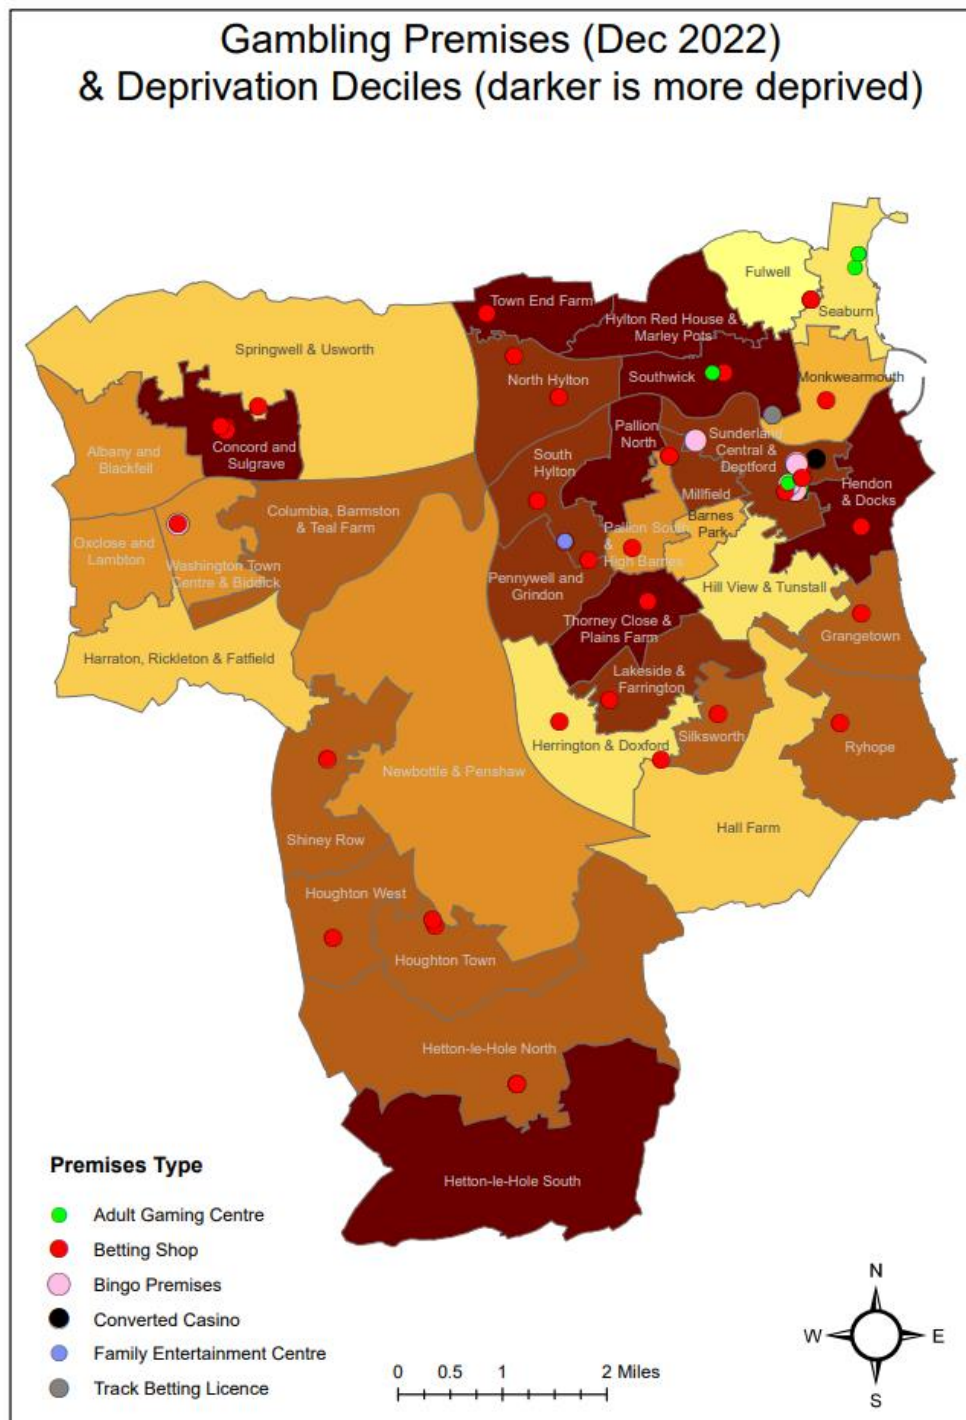 Gambling Premises (Dec 2022)
& Deprivation Deciles (darker is more deprived)
Fulwell
Seaburn
Town End Farm
Hylton Red House &
Marley Pots
Springwell & Usworth
North Hylton
Southwick
Monkwearmouth
Albany and
Blackfell
Concord and
Sulgrave
Pallion
North
South
Hylton
Sunderland
Central &
Deptford
Millfield
Hendon
& Docks
Columbia, Barmston
& Teal Farm
Oxclose and
Lambton
Washington Town
Centre & Biddick
Barnes
Park
Pallion South
&
High Barnes
Pennywell and
Grindon
Hill View & Tunstall
Thorney Close &
Plains Farm
Grangetown
Harraton, Rickleton & Fatfield
Lakeside &
Farrington
Silksworth
Herrington & Doxford
Ryhope
Newbottle & Penshaw
Hall Farm
Shiney Row
Houghton West
Houghton Town
Hetton-le-Hole North
Hetton-le-Hole South
Premises Type
Adult Gaming Centre
Betting Shop
Bingo Premises
Converted Casino
Family Entertainment Centre
Track Betting Licence
0 0.5 1 2 Miles
N
W E
S